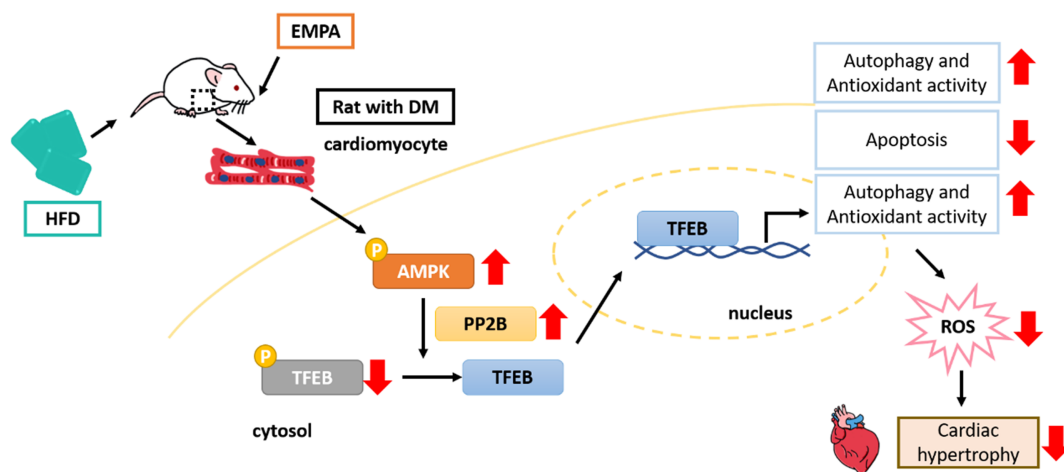 EMPA
Rat with DM
cardiomyocyte
HFD
P
AMPK
PP2B
P
TFEB
TFEB
cytosol
TFEB
nucleus
Autophagy and
Antioxidant activity
Apoptosis
Autophagy and
Antioxidant activity
ROS
Cardiac
hypertrophy